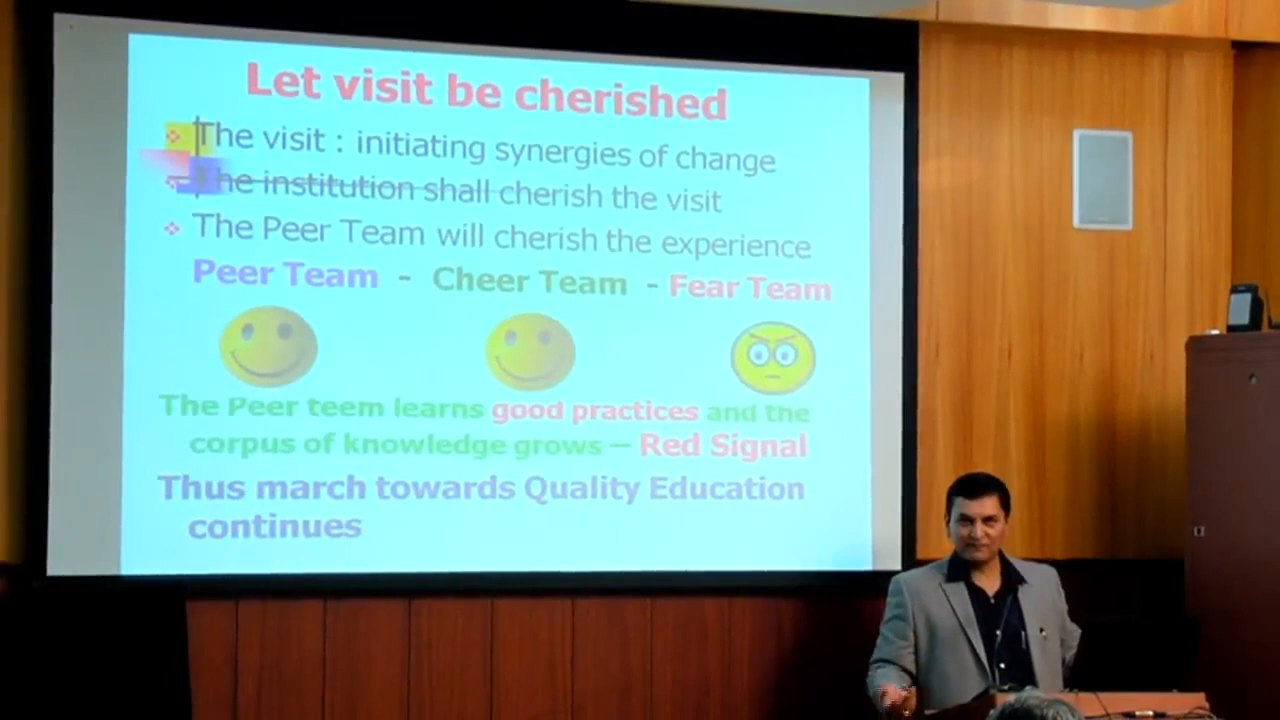 Let visit be cherished
The visit : initiating synergies of change
The institution shall cherish the visit
The Peer Team will cherish the experience
Peer Team - Cheer Team - Fear Team
The Peer teem learns good practices and the
corpus of knowledge grows – Red Signal
Thus march towards Quality Education
continues